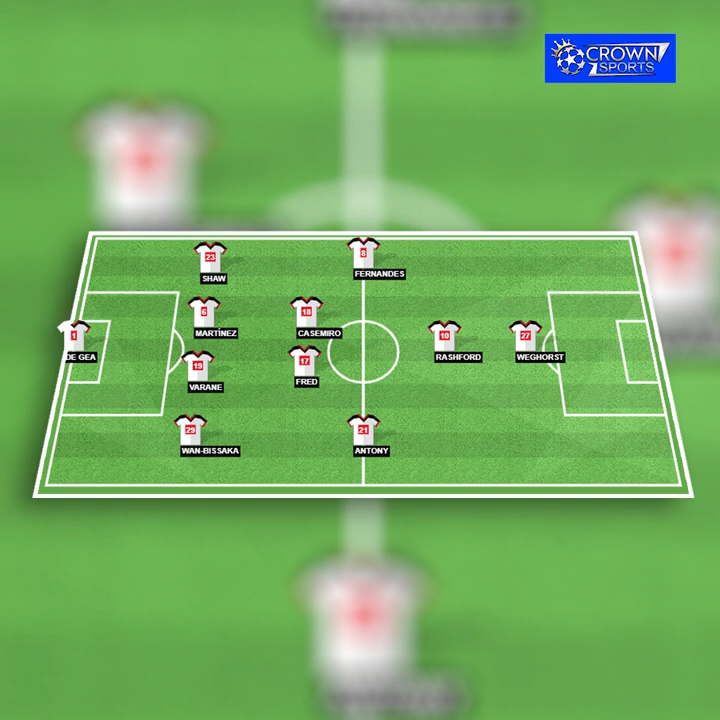 CROWN
SPORTS
23
SHAW
8
FERNANDES
6
MARTÍNEZ
18
CASEMIRO
1
DE GEA
10
RASHFORD
27
WEGHORST
19
VARANE
17
FRED
29
WAN-BISSAKA
21
ANTONY